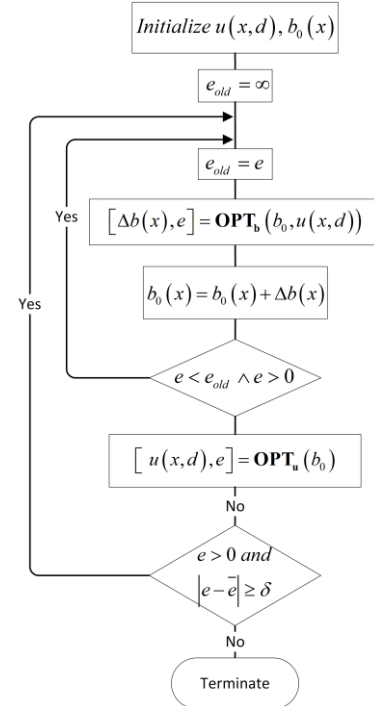 Initialize u(x,d), b₀(x)
e_old = ∞
e_old = e
Yes
[Δb(x),e] = OPT_b(b₀,u(x,d))
Yes
b₀(x) = b₀(x) + Δb(x)
e < e_old ∧ e > 0
[ u(x,d),e] = OPT_u(b₀)
No
e > 0 and
|e − e̅| ≥ δ
No
Terminate